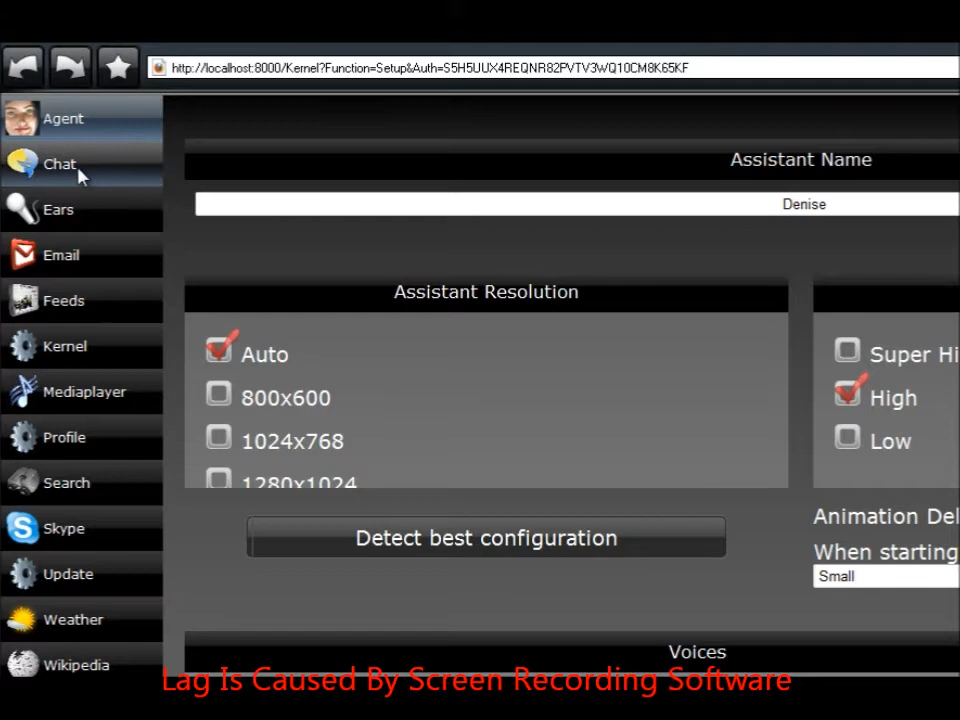 http://localhost:8000/Kernel?Function=Setup&Auth=S5H5UUX4REQNR82PVTV3WQ10CM8K65KF
Agent
Chat
Ears
Email
Feeds
Kernel
Mediaplayer
Profile
Search
Skype
Update
Weather
Wikipedia
Assistant Name
Denise
Assistant Resolution
Auto
800x600
1024x768
1280x1024
Detect best configuration
Super Hi
High
Low
Animation Del
When starting
Small
Voices
Lag Is Caused By Screen Recording Software